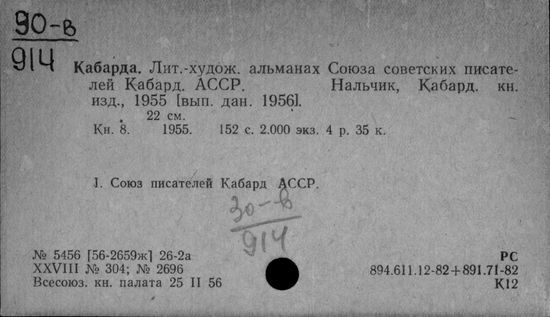 90-в
914
Кабарда. Лит.-худож. альманах Союза советских писате-
лей Кабард. АССР. Нальчик, Кабард. кн.
изд., 1955 [вып. дан. 1956].
22 см.
Кн. 8. 1955. 152 с. 2.000 экз. 4 р. 35 к.
I. Союз писателей Кабард АССР.
30-в
914
№ 5456 [56-2659ж] 26-2а
РС
XXVIII № 304; № 2696
894.611.12-82+891.71-82
Всесоюз. кн. палата 25 II 56
К12